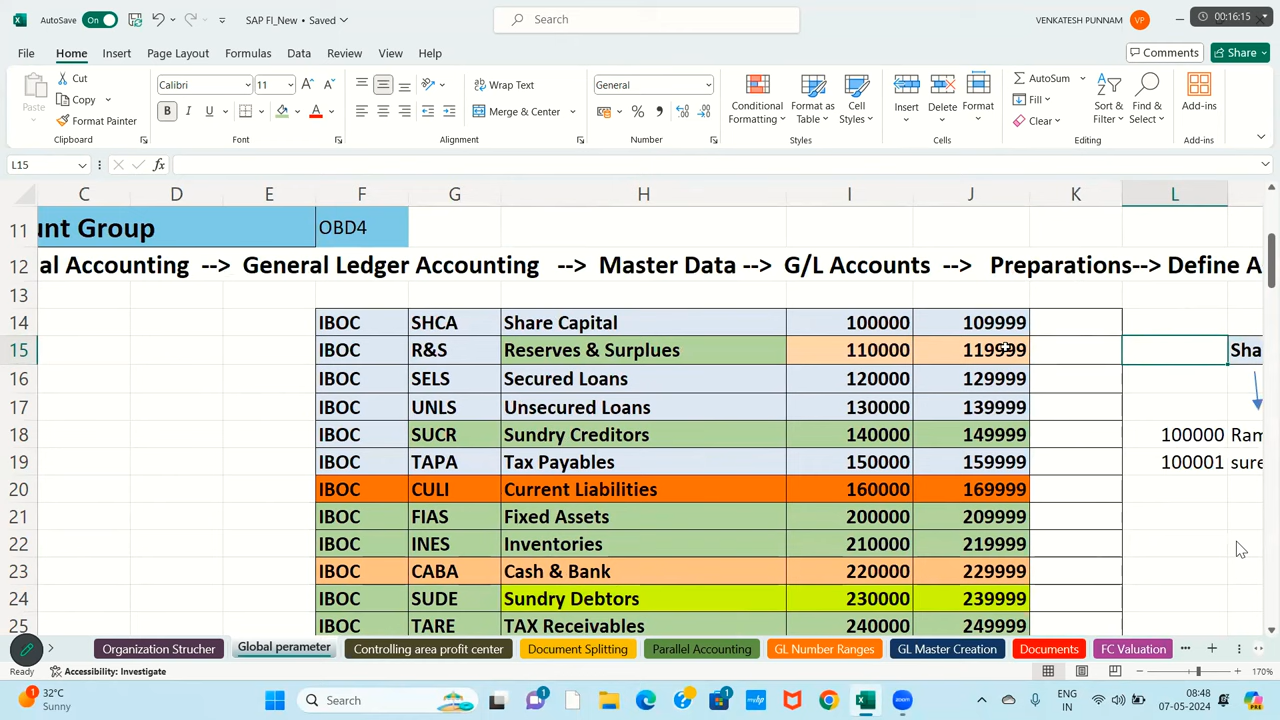 AutoSave On SAP FI_New • Saved Search VENKATESH PUNNAM VP 00:16:15
File Home Insert Page Layout Formulas Data Review View Help Comments Share
Paste Cut Copy Format Painter Clipboard
Calibri 11 B I U Font
Wrap Text Merge & Center Alignment
General Number
Conditional Formatting Format as Table Cell Styles Styles
Insert Delete Format Cells
AutoSum Fill Clear Sort & Filter Find & Select Editing
Add-ins Add-ins
L15 fx
C D E F G H I J K L
11 unt Group OBD4
12 al Accounting --> General Ledger Accounting --> Master Data --> G/L Accounts --> Preparations--> Define A
13
14 IBOC SHCA Share Capital 100000 109999
15 IBOC R&S Reserves & Surplues 110000 119999 Sha
16 IBOC SELS Secured Loans 120000 129999
17 IBOC UNLS Unsecured Loans 130000 139999
18 IBOC SUCR Sundry Creditors 140000 149999 100000 Ram
19 IBOC TAPA Tax Payables 150000 159999 100001 sure
20 IBOC CULI Current Liabilities 160000 169999
21 IBOC FIAS Fixed Assets 200000 209999
22 IBOC INES Inventories 210000 219999
23 IBOC CABA Cash & Bank 220000 229999
24 IBOC SUDE Sundry Debtors 230000 239999
25 IBOC TARE TAX Receivables 240000 249999
Organization Strucher Global perameter Controlling area profit center Document Splitting Parallel Accounting GL Number Ranges GL Master Creation Documents FC Valuation
Ready Accessibility: Investigate 170%
32°C Sunny Search ENG IN 08:48 07-05-2024